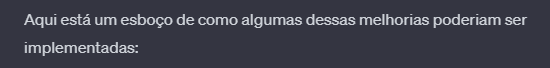 Aqui está um esboço de como algumas dessas melhorias poderiam ser
implementadas: